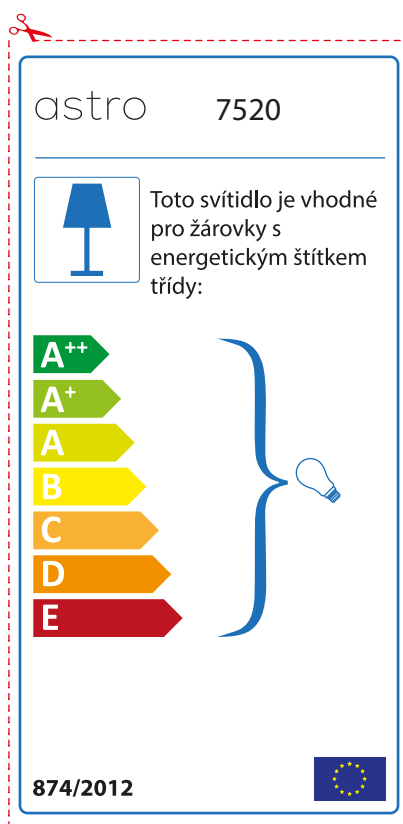 astro 7520
Toto svítidlo je vhodné
pro žárovky s
energetickým štítkem
třídy:
A++
A+
A
B
C
D
E
874/2012